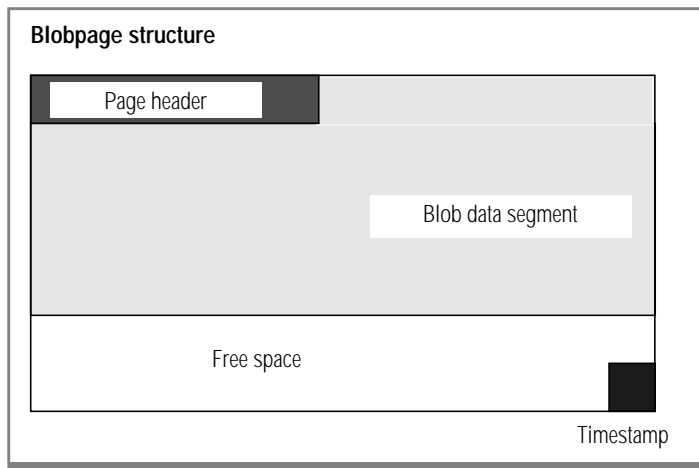 Blobpage structure
Page header
Blob data segment
Free space
Timestamp